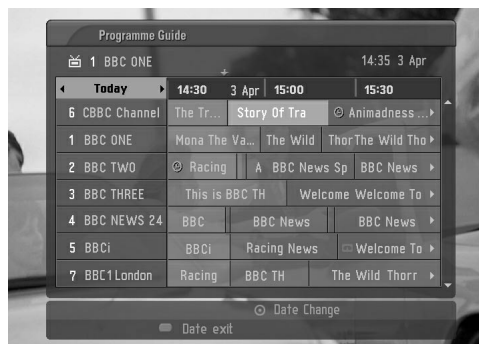 Programme Guide
1 BBC ONE 14:35 3 Apr
Today 14:30 3 Apr 15:00 15:30
6 CBBC Channel The Tr... Story Of Tra Animadness ...
1 BBC ONE Mona The Va... The Wild ThorThe Wild Tho
2 BBC TWO Racing A BBC News Sp BBC News
3 BBC THREE This is BBC TH Welcome Welcome To
4 BBC NEWS 24 BBC BBC News BBC News
5 BBCi BBCi Racing News Welcome To
7 BBC1 London Racing BBC TH The Wild Thorr
Date Change
Date exit